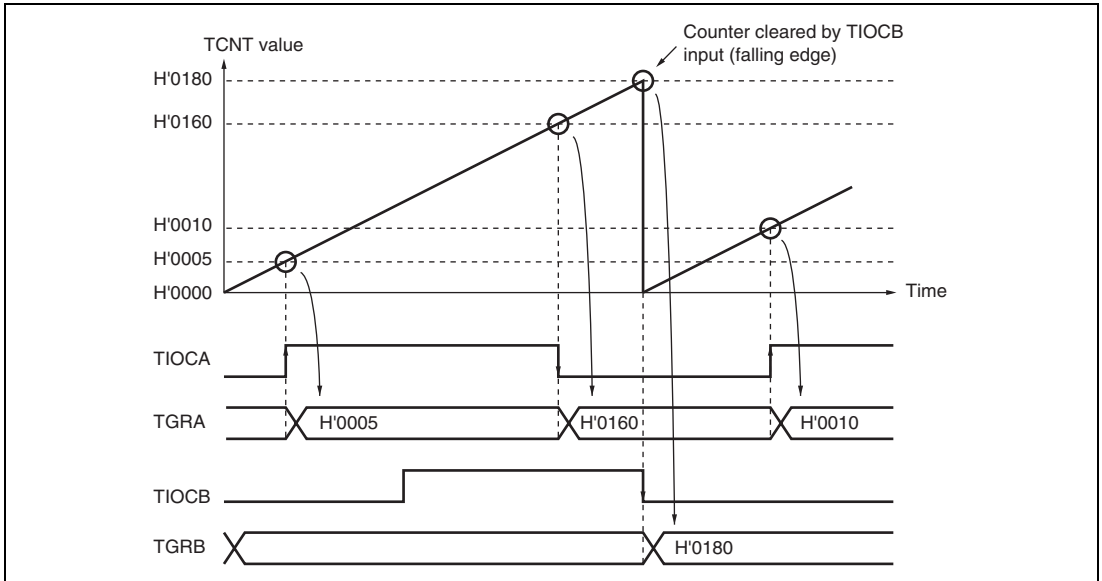 Counter cleared by TIOCB
input (falling edge)
TCNT value
H'0180
H'0160
H'0010
H'0005
H'0000
Time
TIOCA
TGRA
H'0005
H'0160
H'0010
TIOCB
TGRB
H'0180